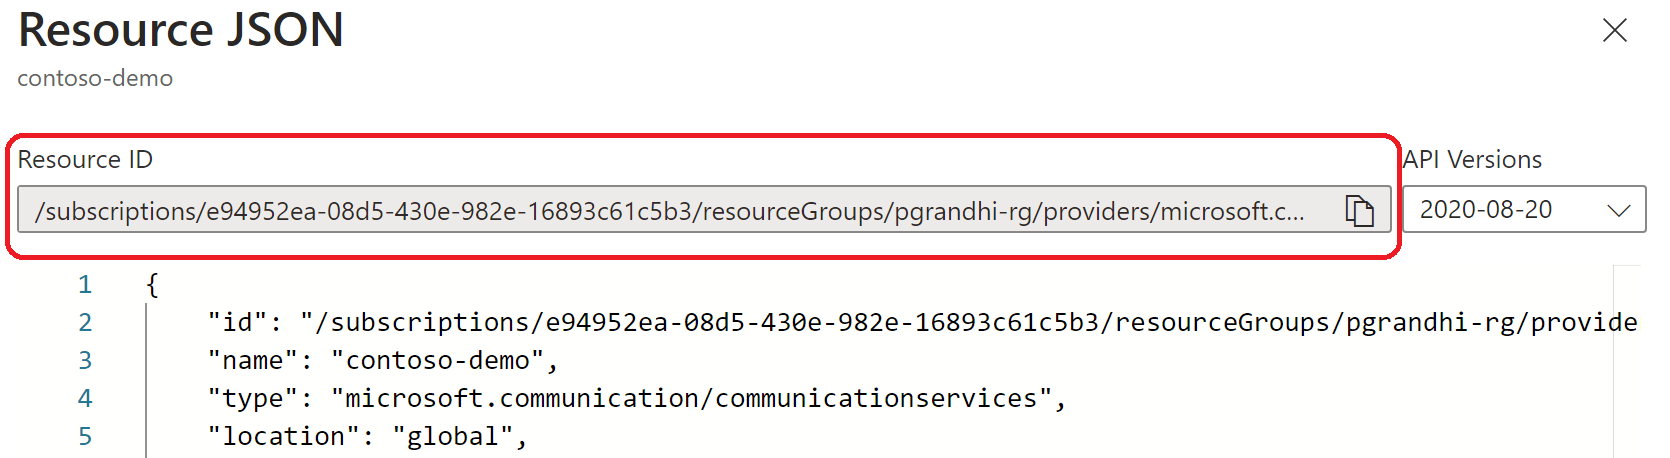 Resource JSON
contoso-demo
Resource ID
API Versions
/subscriptions/e94952ea-08d5-430e-982e-16893c61c5b3/resourceGroups/pgrandhi-rg/providers/microsoft.c...
2020-08-20
1 {
2 "id": "/subscriptions/e94952ea-08d5-430e-982e-16893c61c5b3/resourceGroups/pgrandhi-rg/provide
3 "name": "contoso-demo",
4 "type": "microsoft.communication/communicationservices",
5 "location": "global",